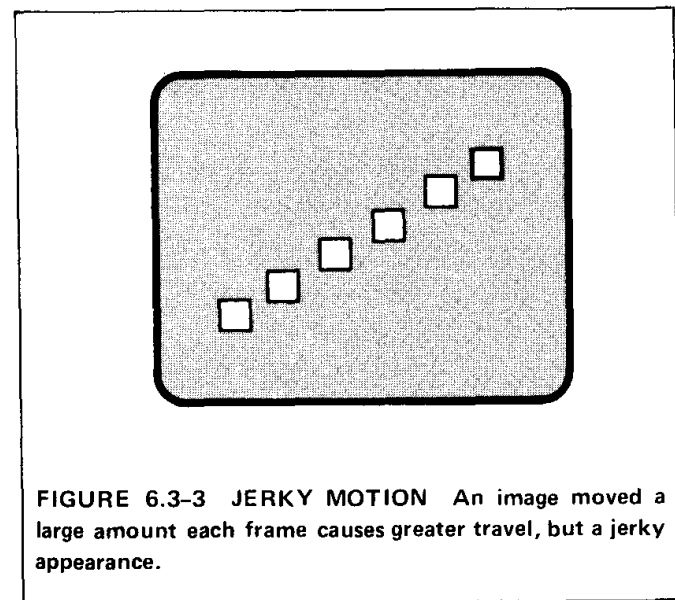 FIGURE 6.3–3 JERKY MOTION An image moved a
large amount each frame causes greater travel, but a jerky
appearance.